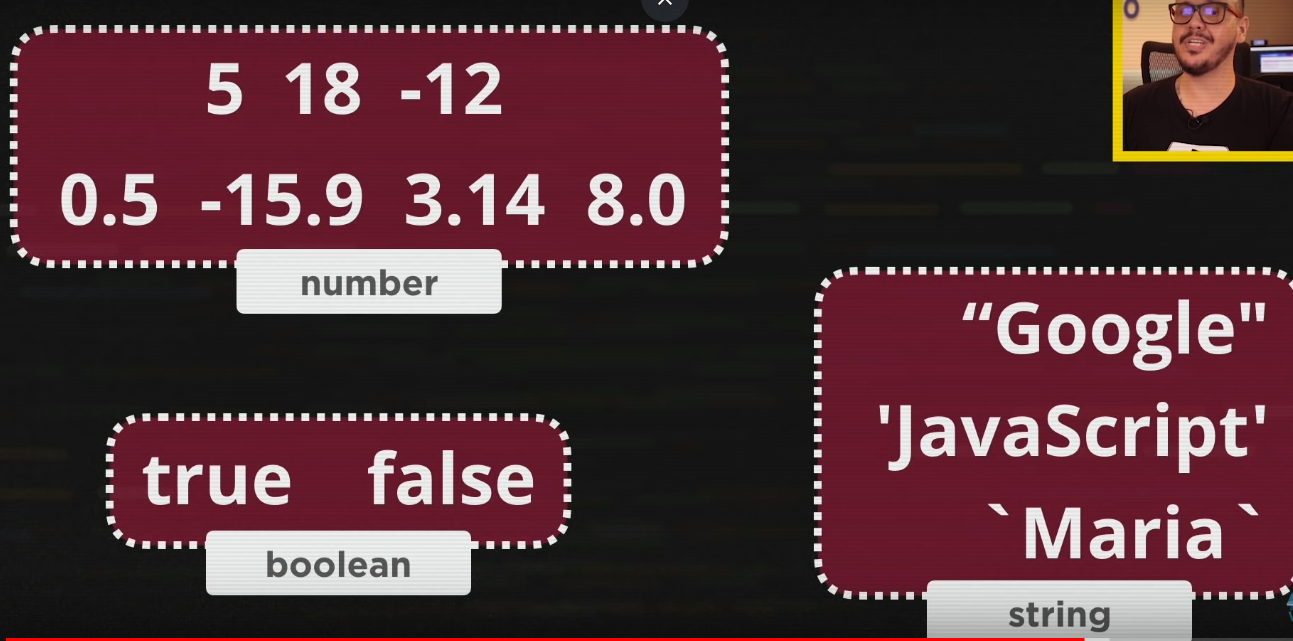 5 18 -12
0.5 -15.9 3.14 8.0
number
true false
boolean
“Google"
'JavaScript'
`Maria`
string